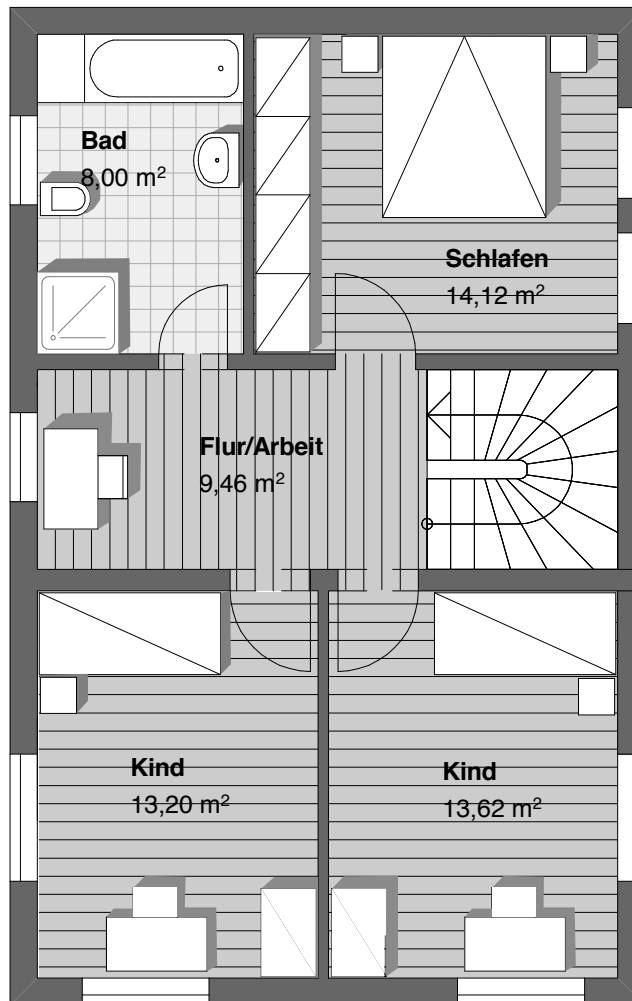 Bad
8,00 m²
Schlafen
14,12 m²
Flur/Arbeit
9,46 m²
Kind
13,20 m²
Kind
13,62 m²